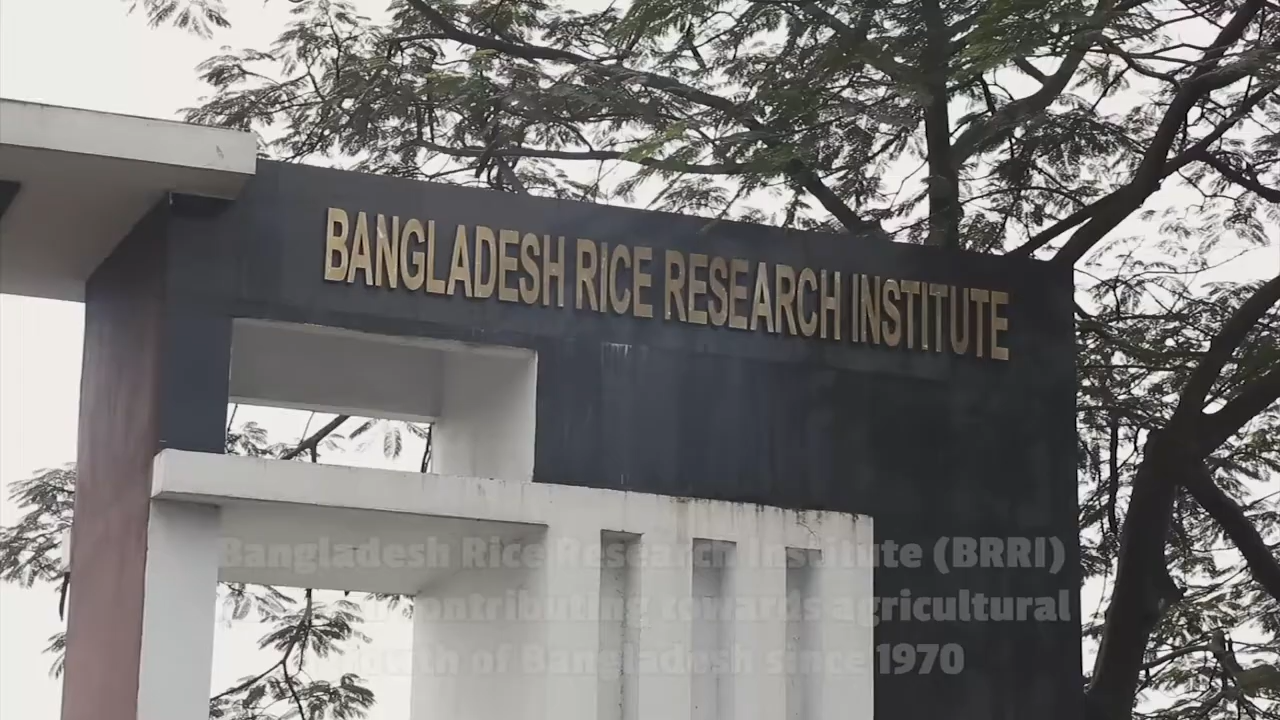 BANGLADESH RICE RESEARCH INSTITUTE
Bangladesh Rice Research Institute (BRRI)
contributing towards agricultural
growth of Bangladesh since 1970